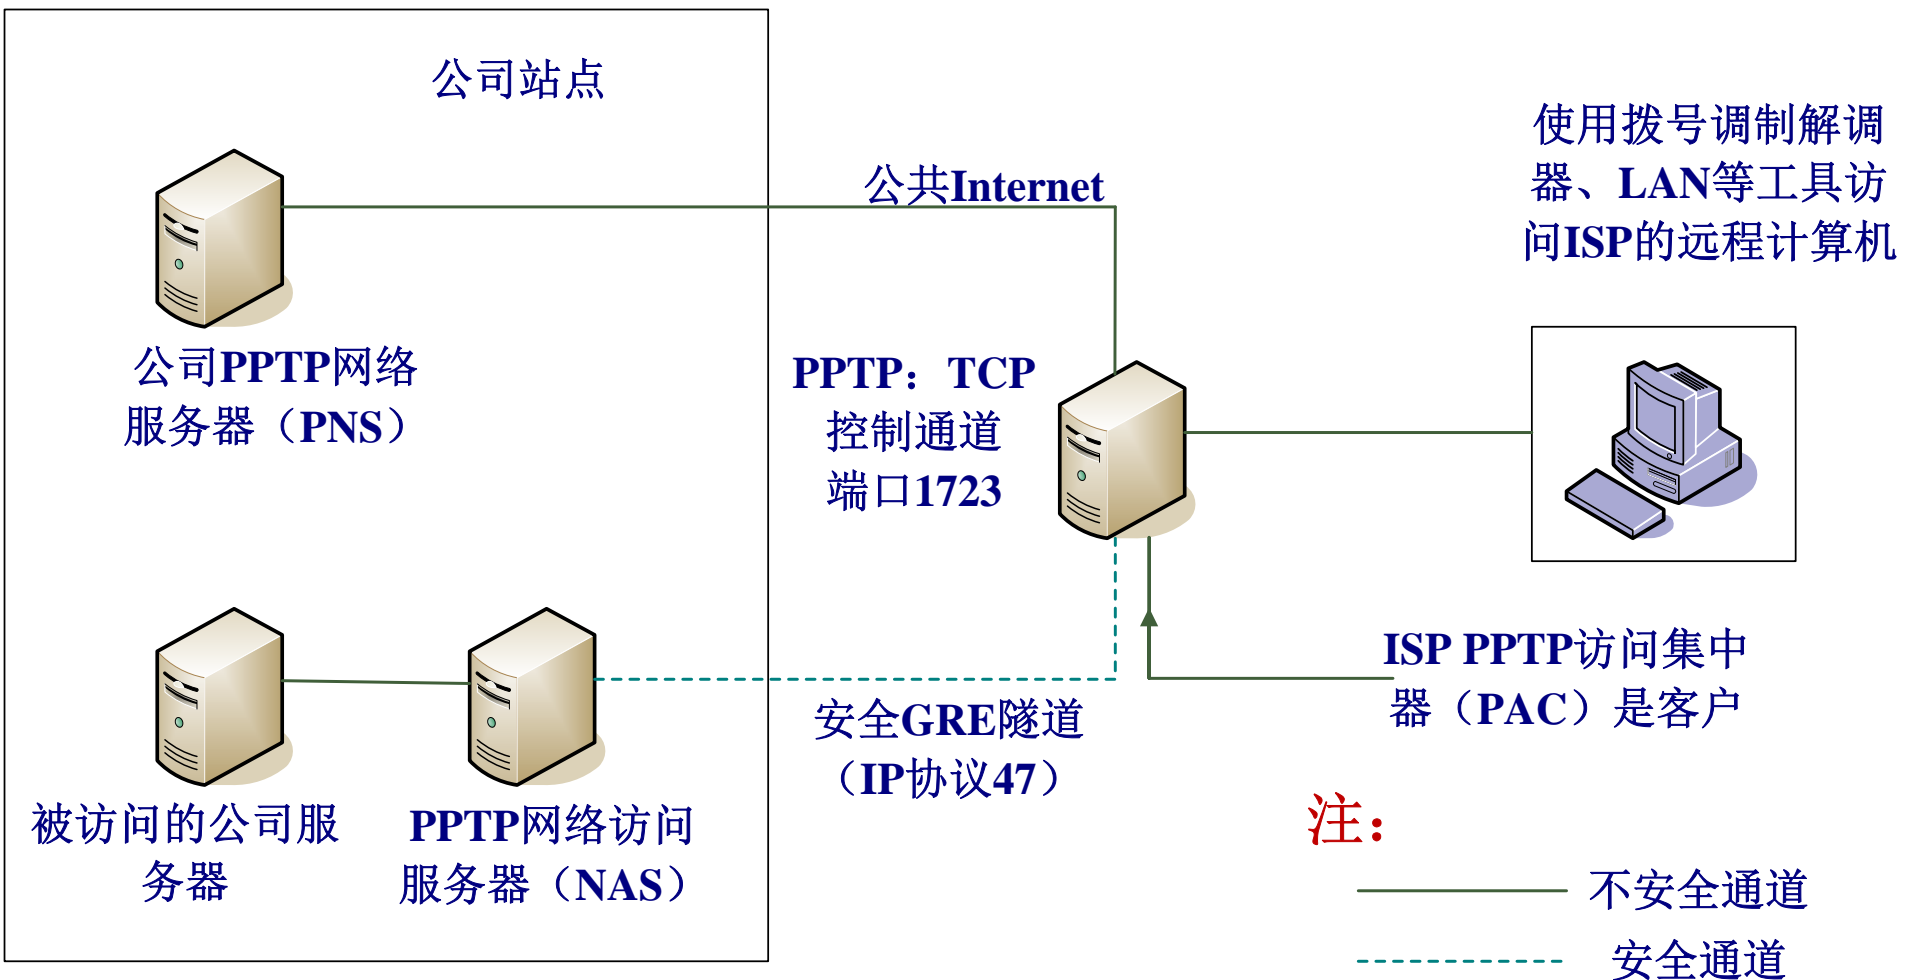 公司站点
公共Internet
使用拨号调制解调
器、LAN等工具访
问ISP的远程计算机
公司PPTP网络
服务器（PNS）
PPTP：TCP
控制通道
端口1723
ISP PPTP访问集中
器（PAC）是客户
安全GRE隧道
（IP协议47）
被访问的公司服
务器
PPTP网络访问
服务器（NAS）
注：
不安全通道
安全通道